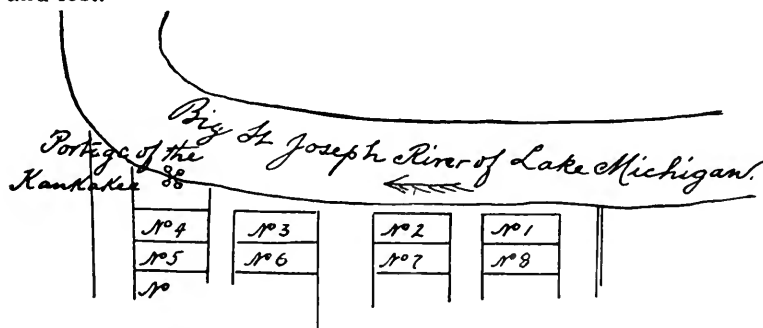 Big St Joseph River of Lake Michigan.
Portage of the
Kankakee
No 4
No 3
No 2
No 1
No 5
No 6
No 7
No 8
No